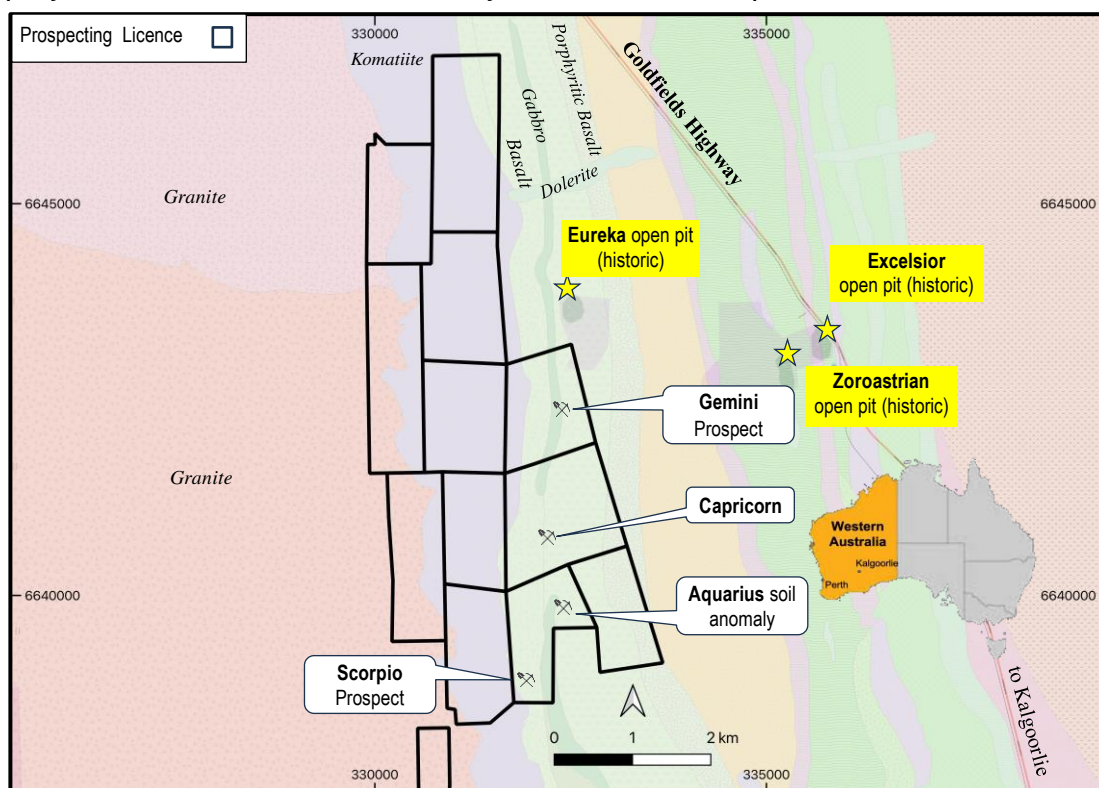 Prospecting Licence
330000
335000
Komatiite
Gabbro
Porphyritic Basalt
Goldfields Highway
Basalt
Dolerite
Granite
6645000
6645000
Eureka open pit
(historic)
Excelsior
open pit (historic)
Zoroastrian
open pit (historic)
Gemini
Prospect
Granite
Capricorn
Western
Australia
Kalgoorlie
Perth
6640000
6640000
Aquarius soil
anomaly
Scorpio
Prospect
to Kalgoorlie
0 1 2 km
330000
335000